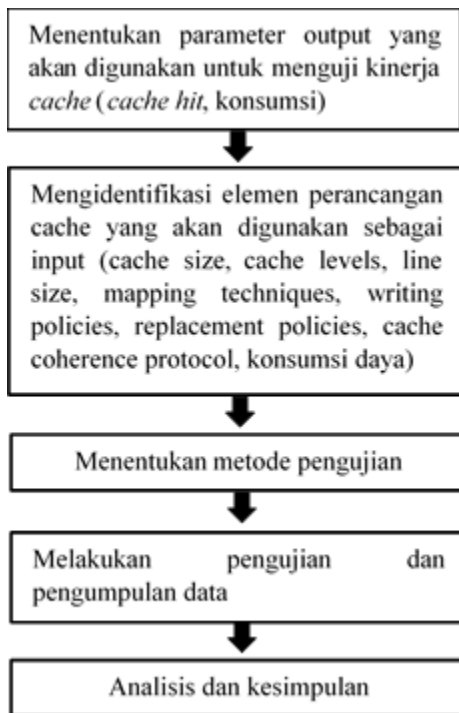 Menentukan parameter output yang
akan digunakan untuk menguji kinerja
cache (cache hit, konsumsi)
Mengidentifikasi elemen perancangan
cache yang akan digunakan sebagai
input (cache size, cache levels, line
size, mapping techniques, writing
policies, replacement policies, cache
coherence protocol, konsumsi daya)
Menentukan metode pengujian
Melakukan pengujian dan
pengumpulan data
Analisis dan kesimpulan